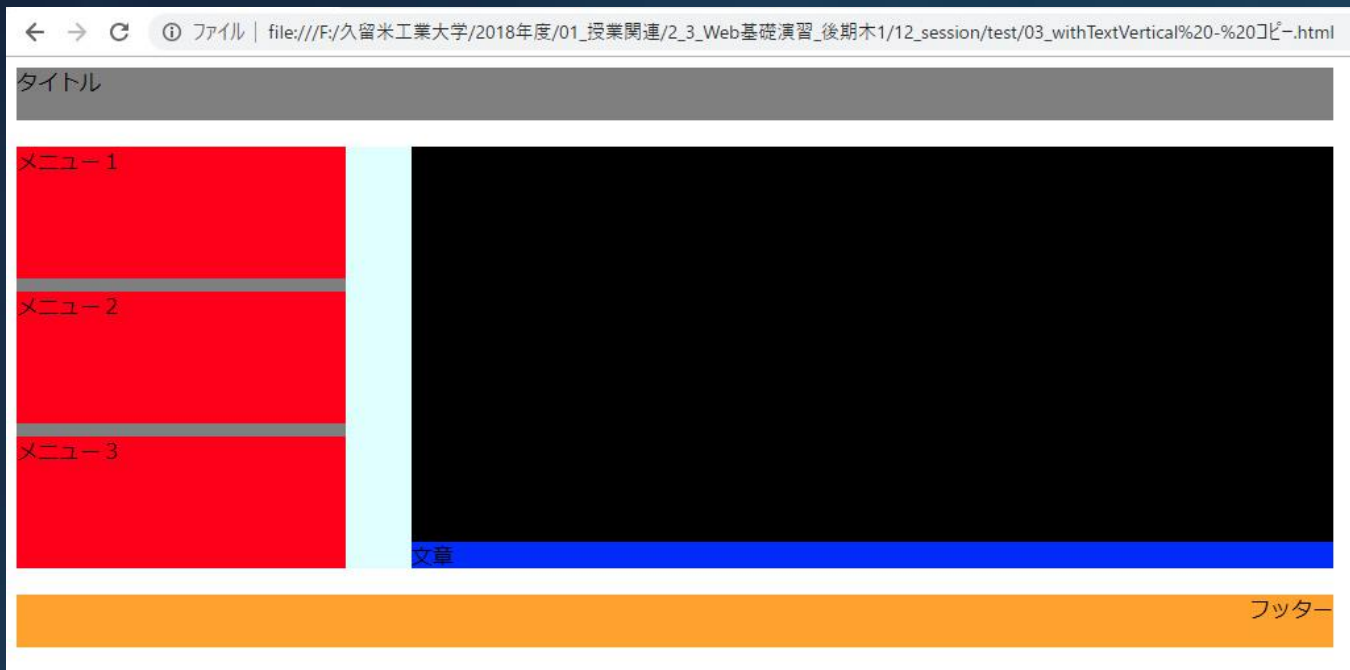 ファイル | file:///F:/久留米工業大学/2018年度/01_授業関連/2_3_Web基礎演習_後期木1/12_session/test/03_withTextVertical%20-%20コピー.html
タイトル
メニュー１
メニュー２
メニュー３
文章
フッター